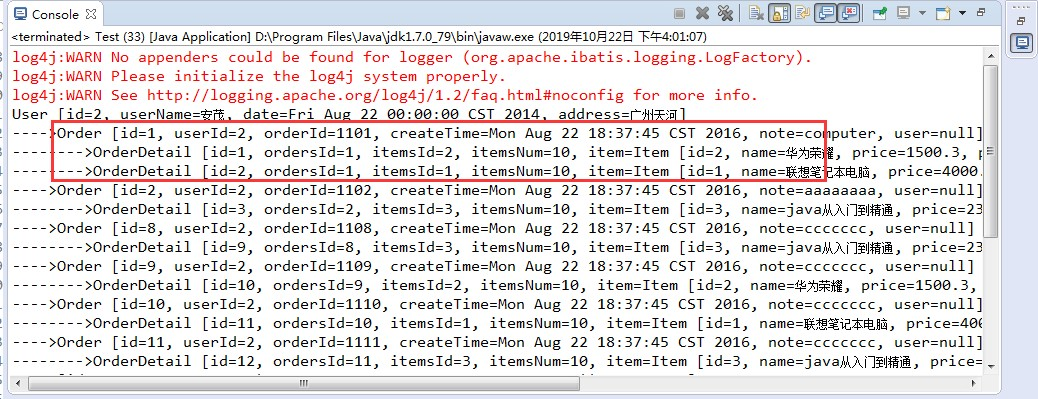 Console
<terminated> Test (33) [Java Application] D:\Program Files\Java\jdk1.7.0_79\bin\javaw.exe (2019年10月22日 下午4:01:07)
log4j:WARN No appenders could be found for logger (org.apache.ibatis.logging.LogFactory).
log4j:WARN Please initialize the log4j system properly.
log4j:WARN See http://logging.apache.org/log4j/1.2/faq.html#noconfig for more info.
User [id=2, userName=安茂, date=Fri Aug 22 00:00:00 CST 2014, address=广州天河]
---->Order [id=1, userId=2, orderId=1101, createTime=Mon Aug 22 18:37:45 CST 2016, note=computer, user=null]
-------->OrderDetail [id=1, ordersId=1, itemsId=2, itemsNum=10, item=Item [id=2, name=华为荣耀, price=1500.3, p
-------->OrderDetail [id=2, ordersId=1, itemsId=1, itemsNum=10, item=Item [id=1, name=联想笔记本电脑, price=4000.
---->Order [id=2, userId=2, orderId=1102, createTime=Mon Aug 22 18:37:45 CST 2016, note=aaaaaaaa, user=null]
-------->OrderDetail [id=3, ordersId=2, itemsId=3, itemsNum=10, item=Item [id=3, name=java从入门到精通, price=23
---->Order [id=8, userId=2, orderId=1108, createTime=Mon Aug 22 18:37:45 CST 2016, note=ccccccc, user=null]
-------->OrderDetail [id=9, ordersId=8, itemsId=3, itemsNum=10, item=Item [id=3, name=java从入门到精通, price=23
---->Order [id=9, userId=2, orderId=1109, createTime=Mon Aug 22 18:37:45 CST 2016, note=ccccccc, user=null]
-------->OrderDetail [id=10, ordersId=9, itemsId=2, itemsNum=10, item=Item [id=2, name=华为荣耀, price=1500.3,
---->Order [id=10, userId=2, orderId=1110, createTime=Mon Aug 22 18:37:45 CST 2016, note=ccccccc, user=null]
-------->OrderDetail [id=11, ordersId=10, itemsId=1, itemsNum=10, item=Item [id=1, name=联想笔记本电脑, price=400
---->Order [id=11, userId=2, orderId=1111, createTime=Mon Aug 22 18:37:45 CST 2016, note=ccccccc, user=null]
-------->OrderDetail [id=12, ordersId=11, itemsId=3, itemsNum=10, item=Item [id=3, name=java从入门到精通, price=